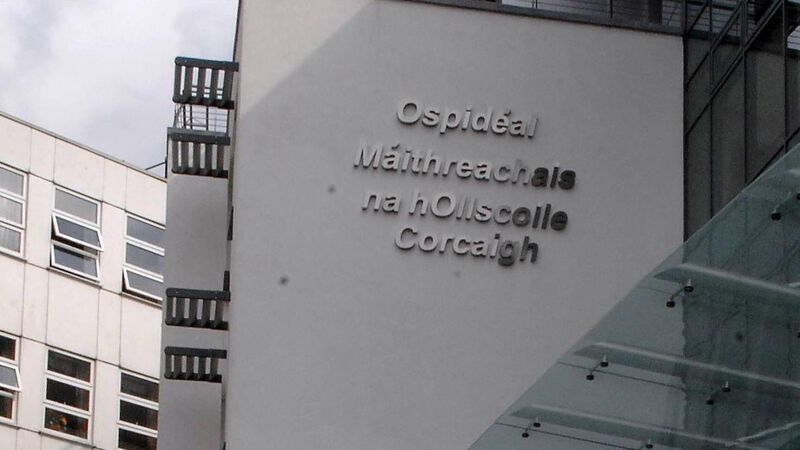 Ospidéal
Máithreachais
na hOllscoile
Corcaigh